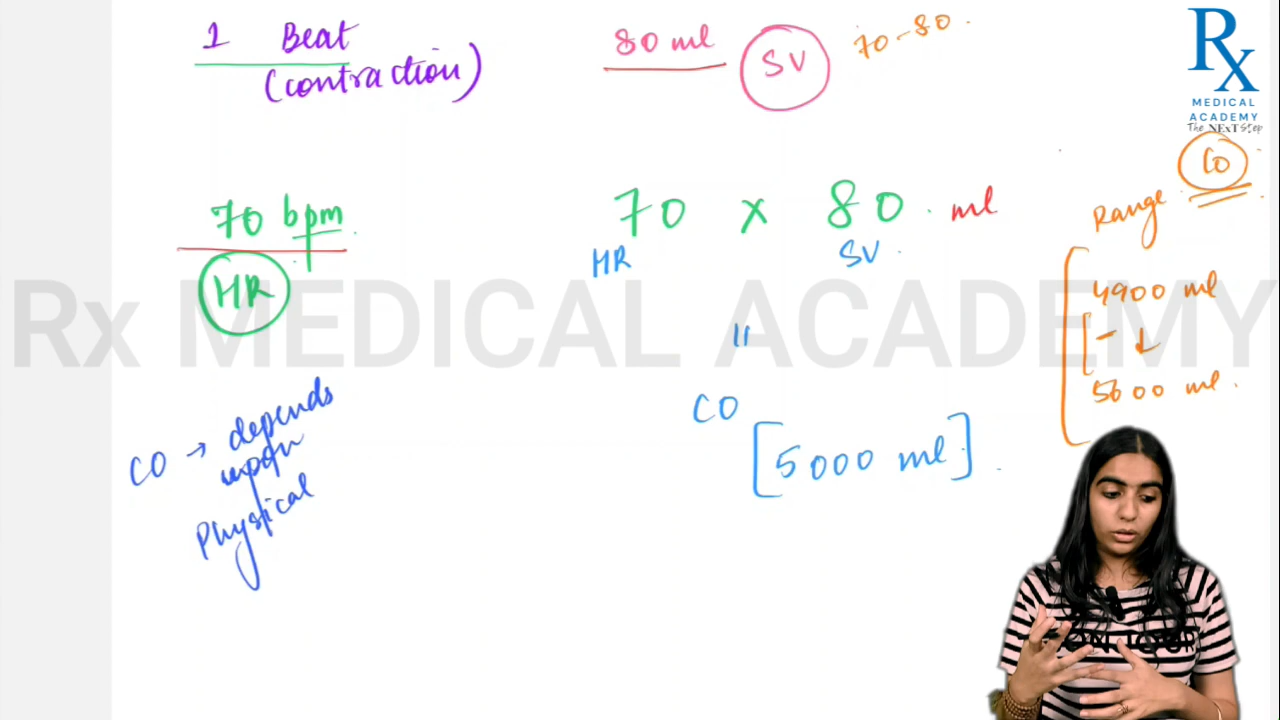 1 Beat
(contraction)
80 ml SV 70-80.
Rx
MEDICAL
ACADEMY
The NExT Step
CO
Range
70 bpm
HR
70 x 80. ml
HR SV
4900 ml
5600 ml.
Rx MEDICAL ACADEMY
=
CO
[5000 ml]
CO → depends
upon
Physical